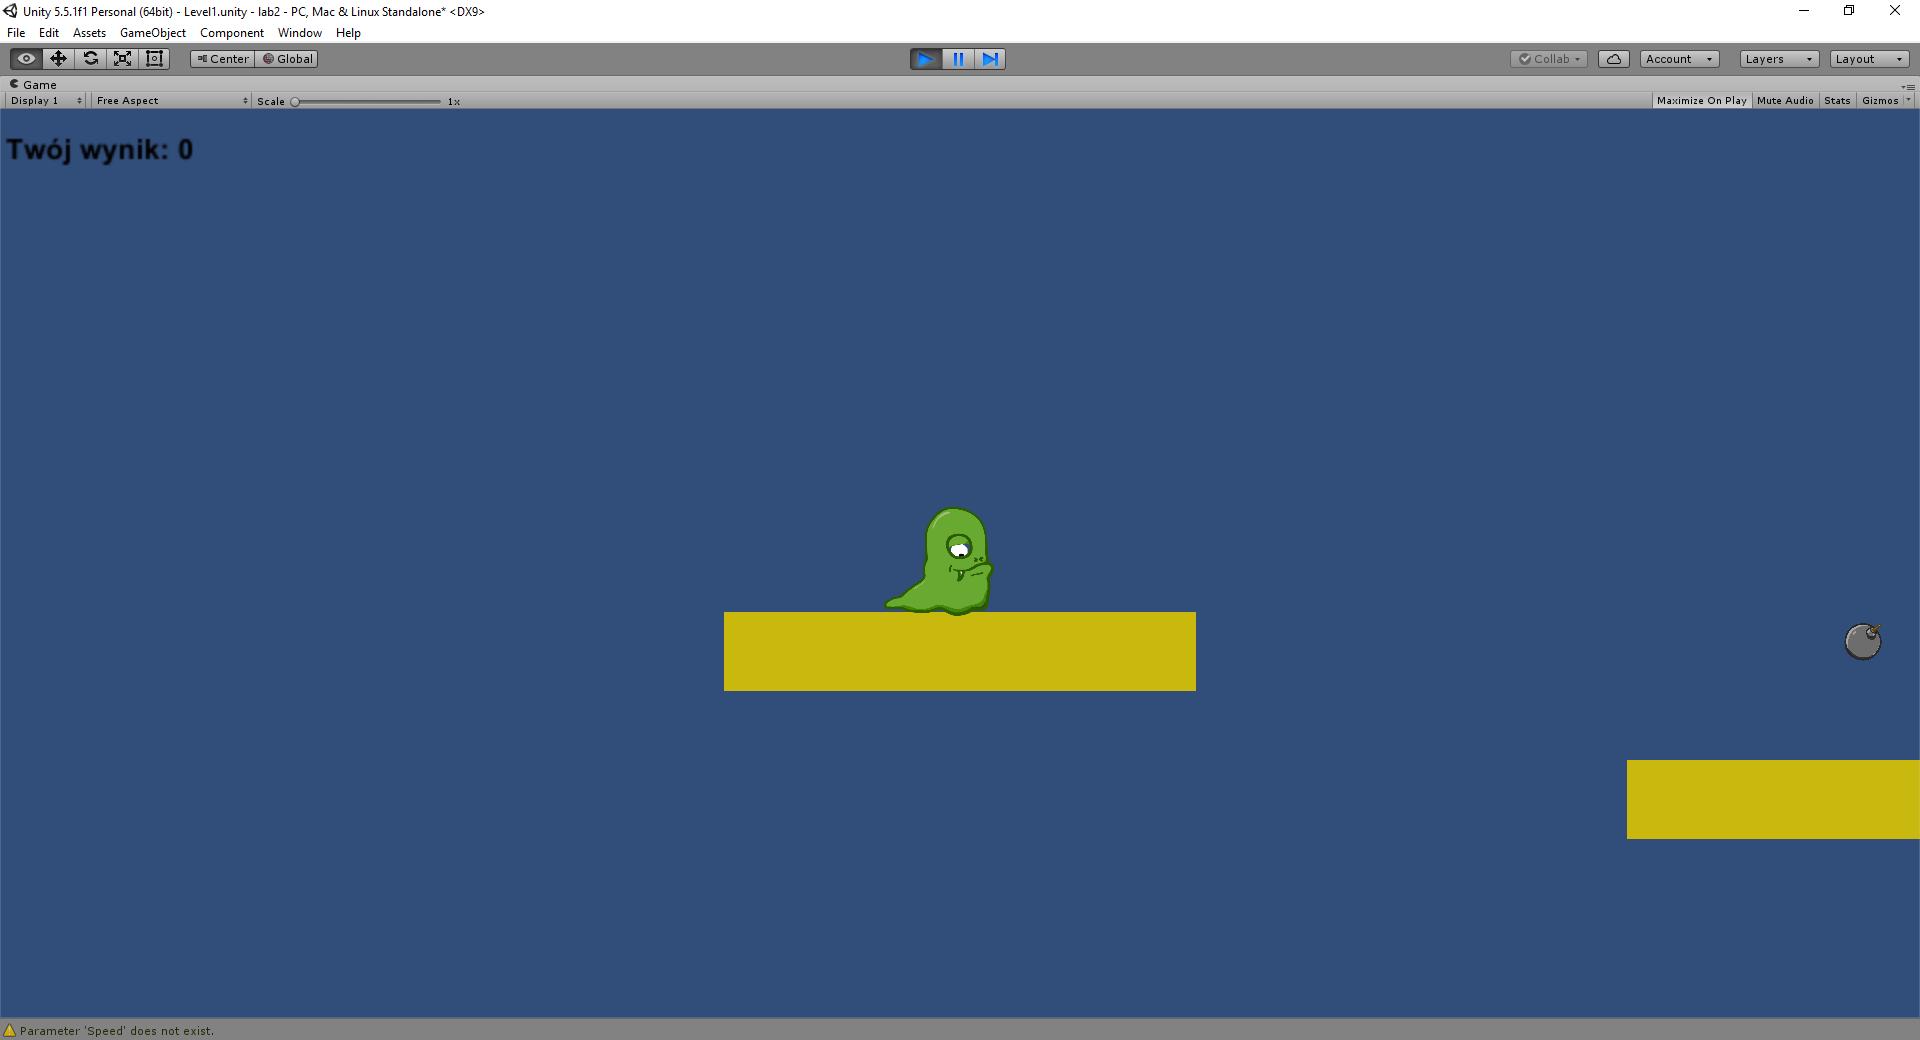 Unity 5.5.1f1 Personal (64bit) - Level1.unity - lab2 - PC, Mac & Linux Standalone* <DX9>
File Edit Assets GameObject Component Window Help
Center Global Collab Account Layers Layout
Game
Display 1 Free Aspect Scale 1x Maximize On Play Mute Audio Stats Gizmos
Twój wynik: 0
Parameter 'Speed' does not exist.